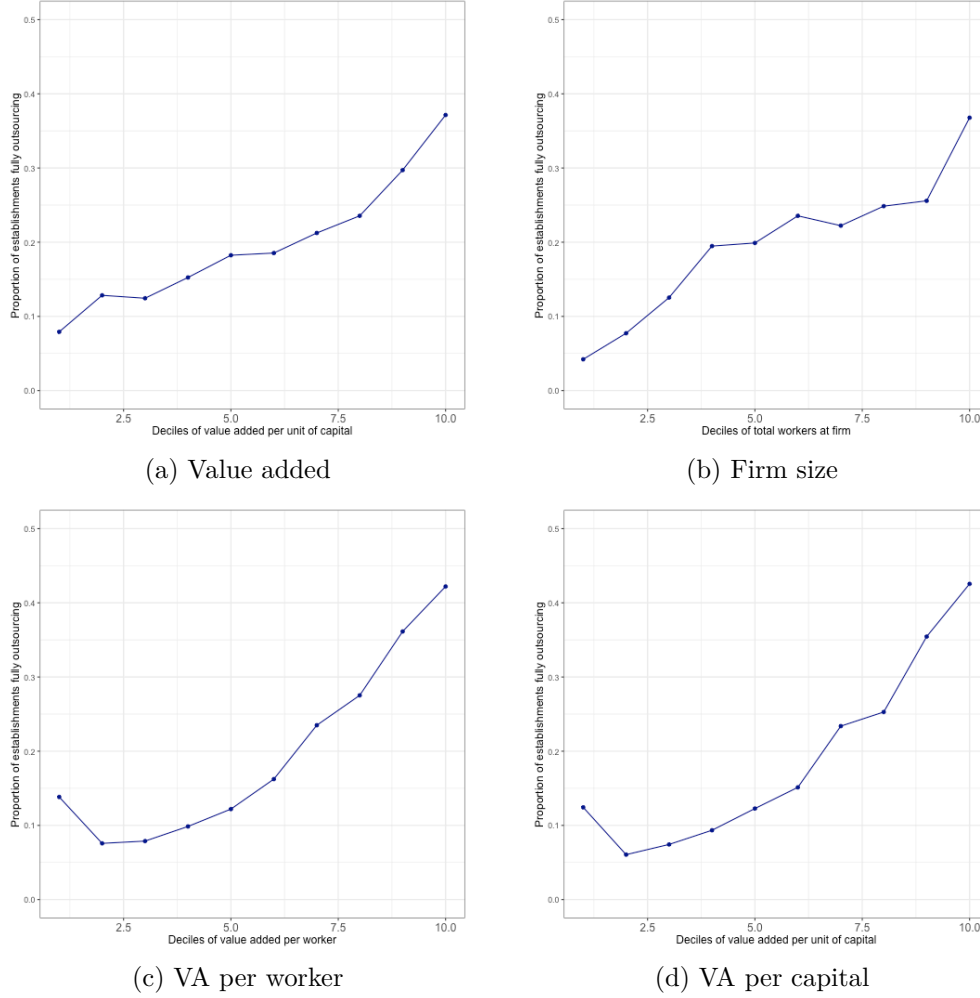 Proportion of establishments fully outsourcing
0.5
0.4
0.3
0.2
0.1
0.0
2.5 5.0 7.5 10.0
Deciles of value added per unit of capital
(a) Value added
Proportion of establishments fully outsourcing
0.5
0.4
0.3
0.2
0.1
0.0
2.5 5.0 7.5 10.0
Deciles of total workers at firm
(b) Firm size
Proportion of establishments fully outsourcing
0.5
0.4
0.3
0.2
0.1
0.0
2.5 5.0 7.5 10.0
Deciles of value added per worker
(c) VA per worker
Proportion of establishments fully outsourcing
0.5
0.4
0.3
0.2
0.1
0.0
2.5 5.0 7.5 10.0
Deciles of value added per unit of capital
(d) VA per capital